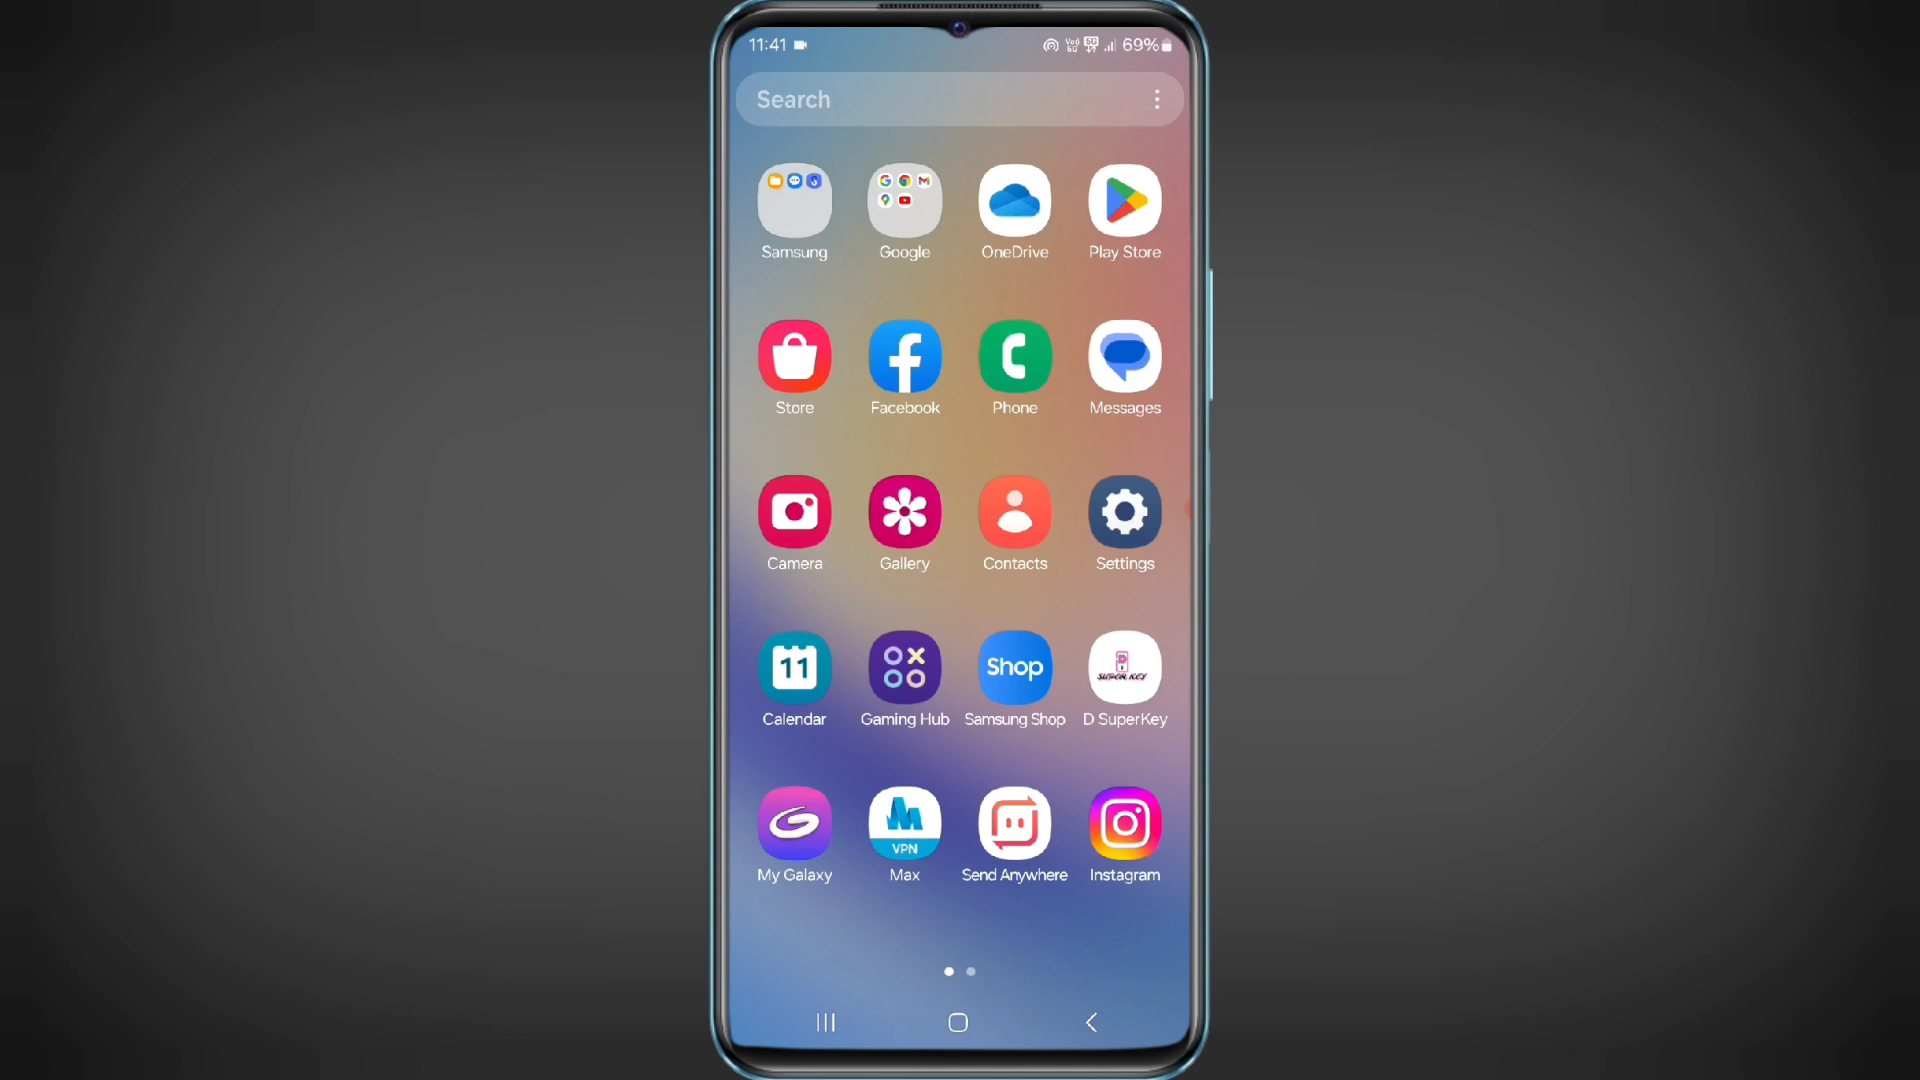 11:41 69%
Search
Samsung Google OneDrive Play Store
Store Facebook Phone Messages
Camera Gallery Contacts Settings
11 Shop SUPER KEY
Calendar Gaming Hub Samsung Shop D SuperKey
VPN
My Galaxy Max Send Anywhere Instagram